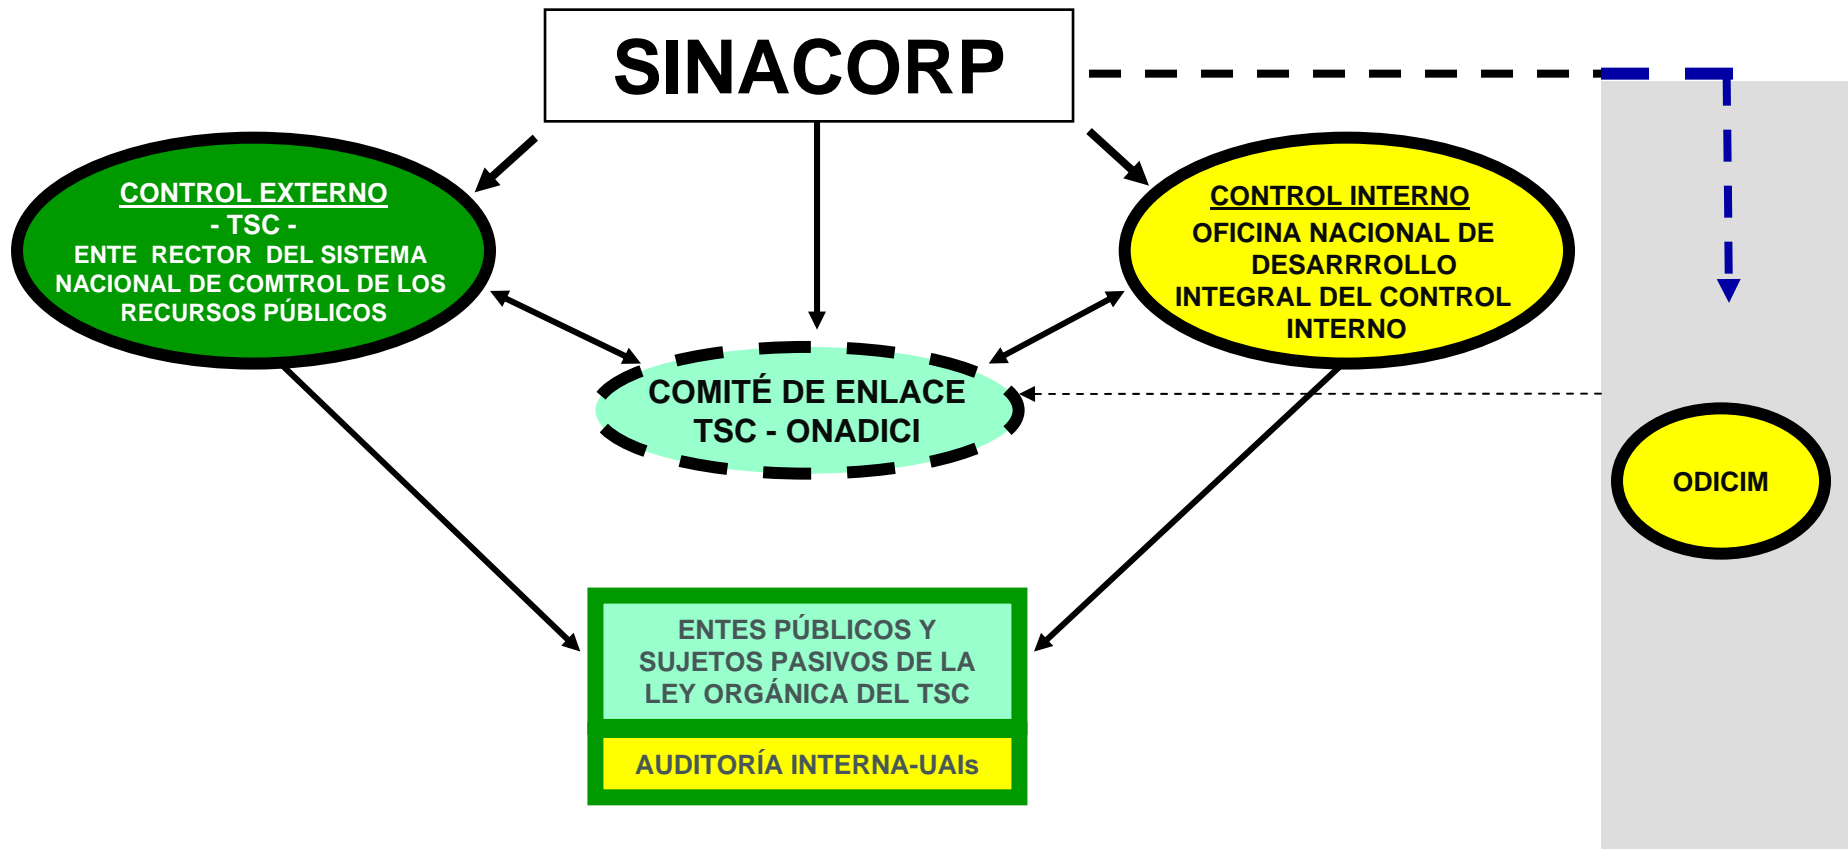 SINACORP
CONTROL EXTERNO
- TSC -
ENTE RECTOR DEL SISTEMA
NACIONAL DE COMTROL DE LOS
RECURSOS PÚBLICOS
CONTROL INTERNO
OFICINA NACIONAL DE
DESARRROLLO
INTEGRAL DEL CONTROL
INTERNO
COMITÉ DE ENLACE
TSC - ONADICI
ODICIM
ENTES PÚBLICOS Y
SUJETOS PASIVOS DE LA
LEY ORGÁNICA DEL TSC
AUDITORÍA INTERNA-UAIs